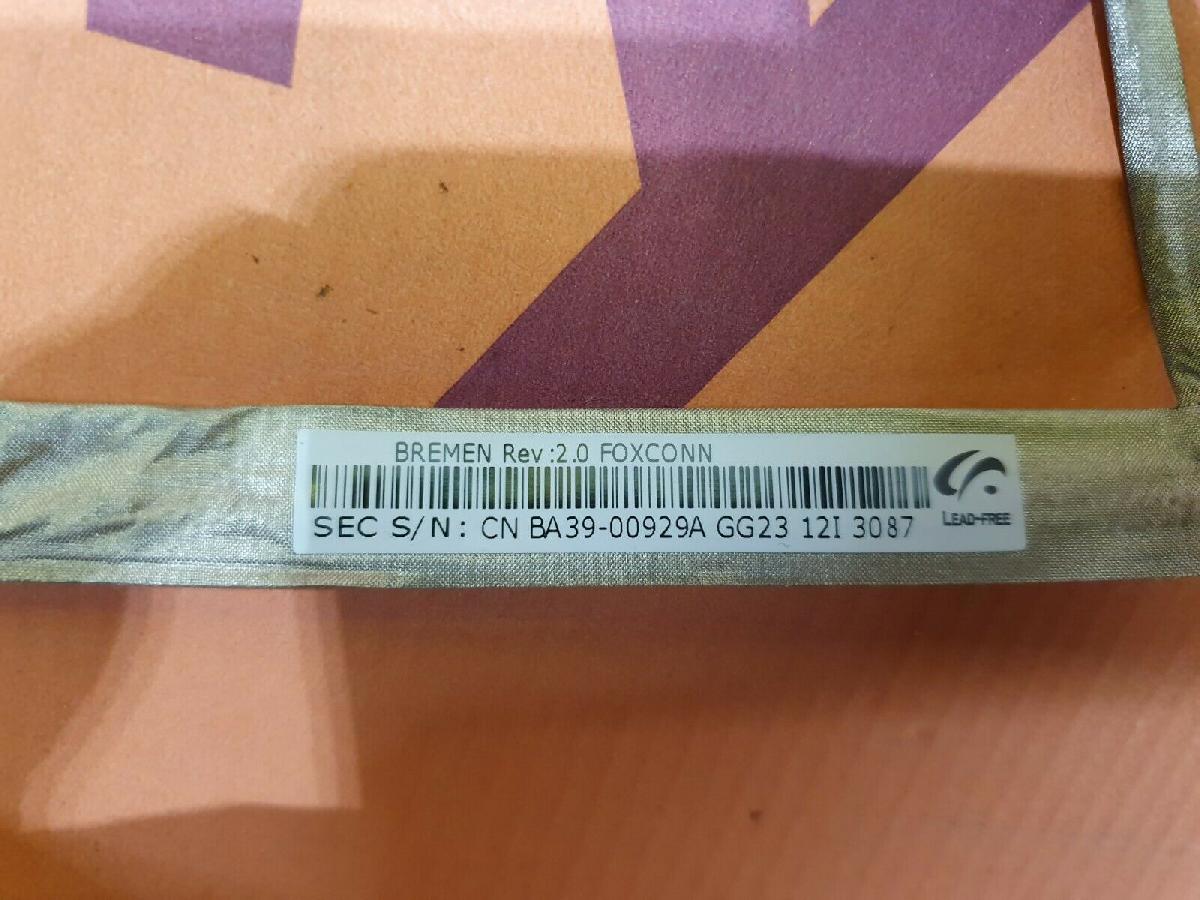 BREMEN Rev :2.0 FOXCONN
SEC S/N : CN BA39-00929A GG23 12I 3087
LEAD-FREE